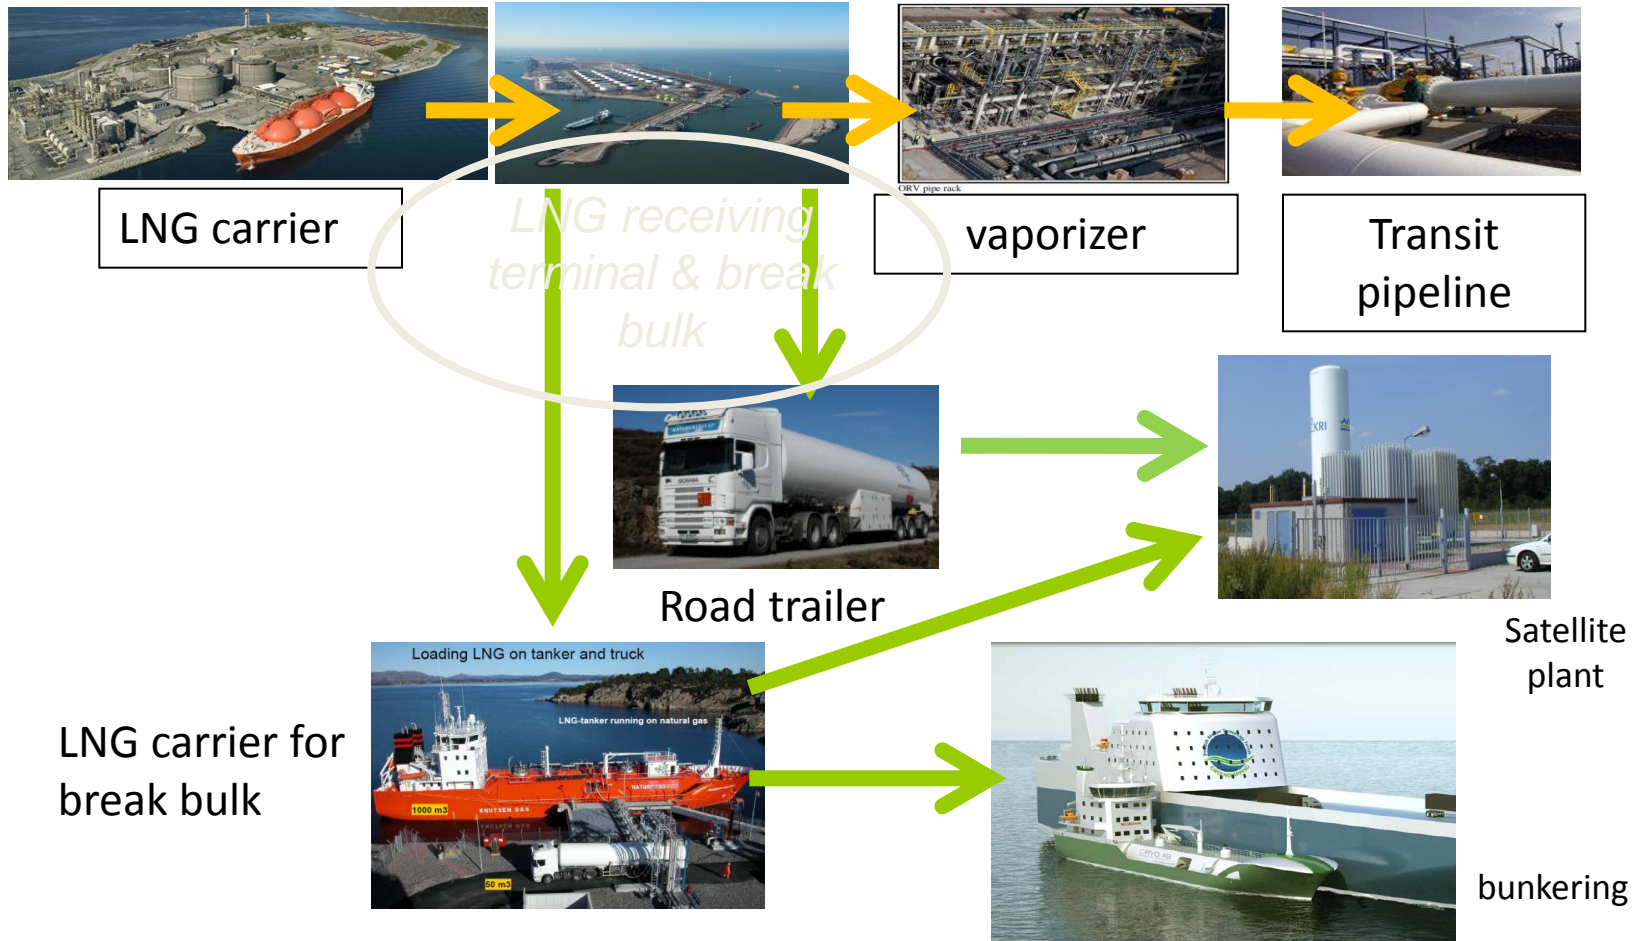 ORV pipe rack
LNG carrier
LNG receiving
terminal & break
bulk
vaporizer
Transit
pipeline
EKRI
SCANIA
Road trailer
Satellite
plant
Loading LNG on tanker and truck
LNG-tanker running on natural gas
LNG carrier for
break bulk
1000 m3
KNUTSEN GAS
50 m3
bunkering